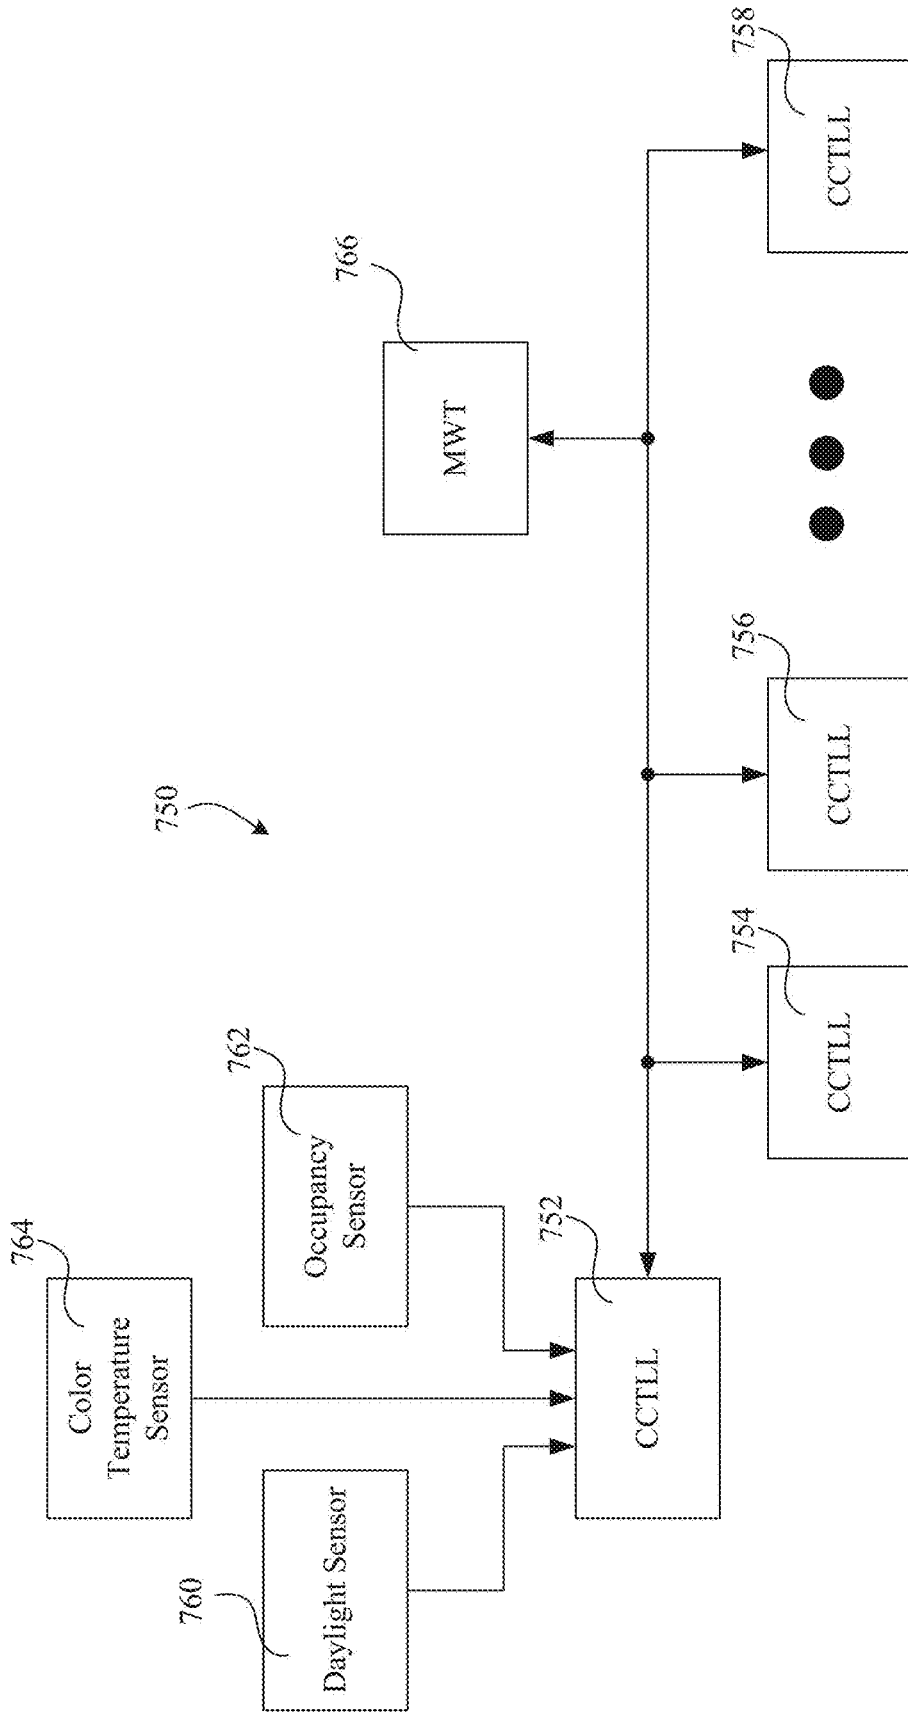 764
Color
Temperature
Sensor
760
Daylight Sensor
762
Occupancy
Sensor
750
752
CCTLL
766
MWT
754
CCTLL
756
CCTLL
758
CCTLL